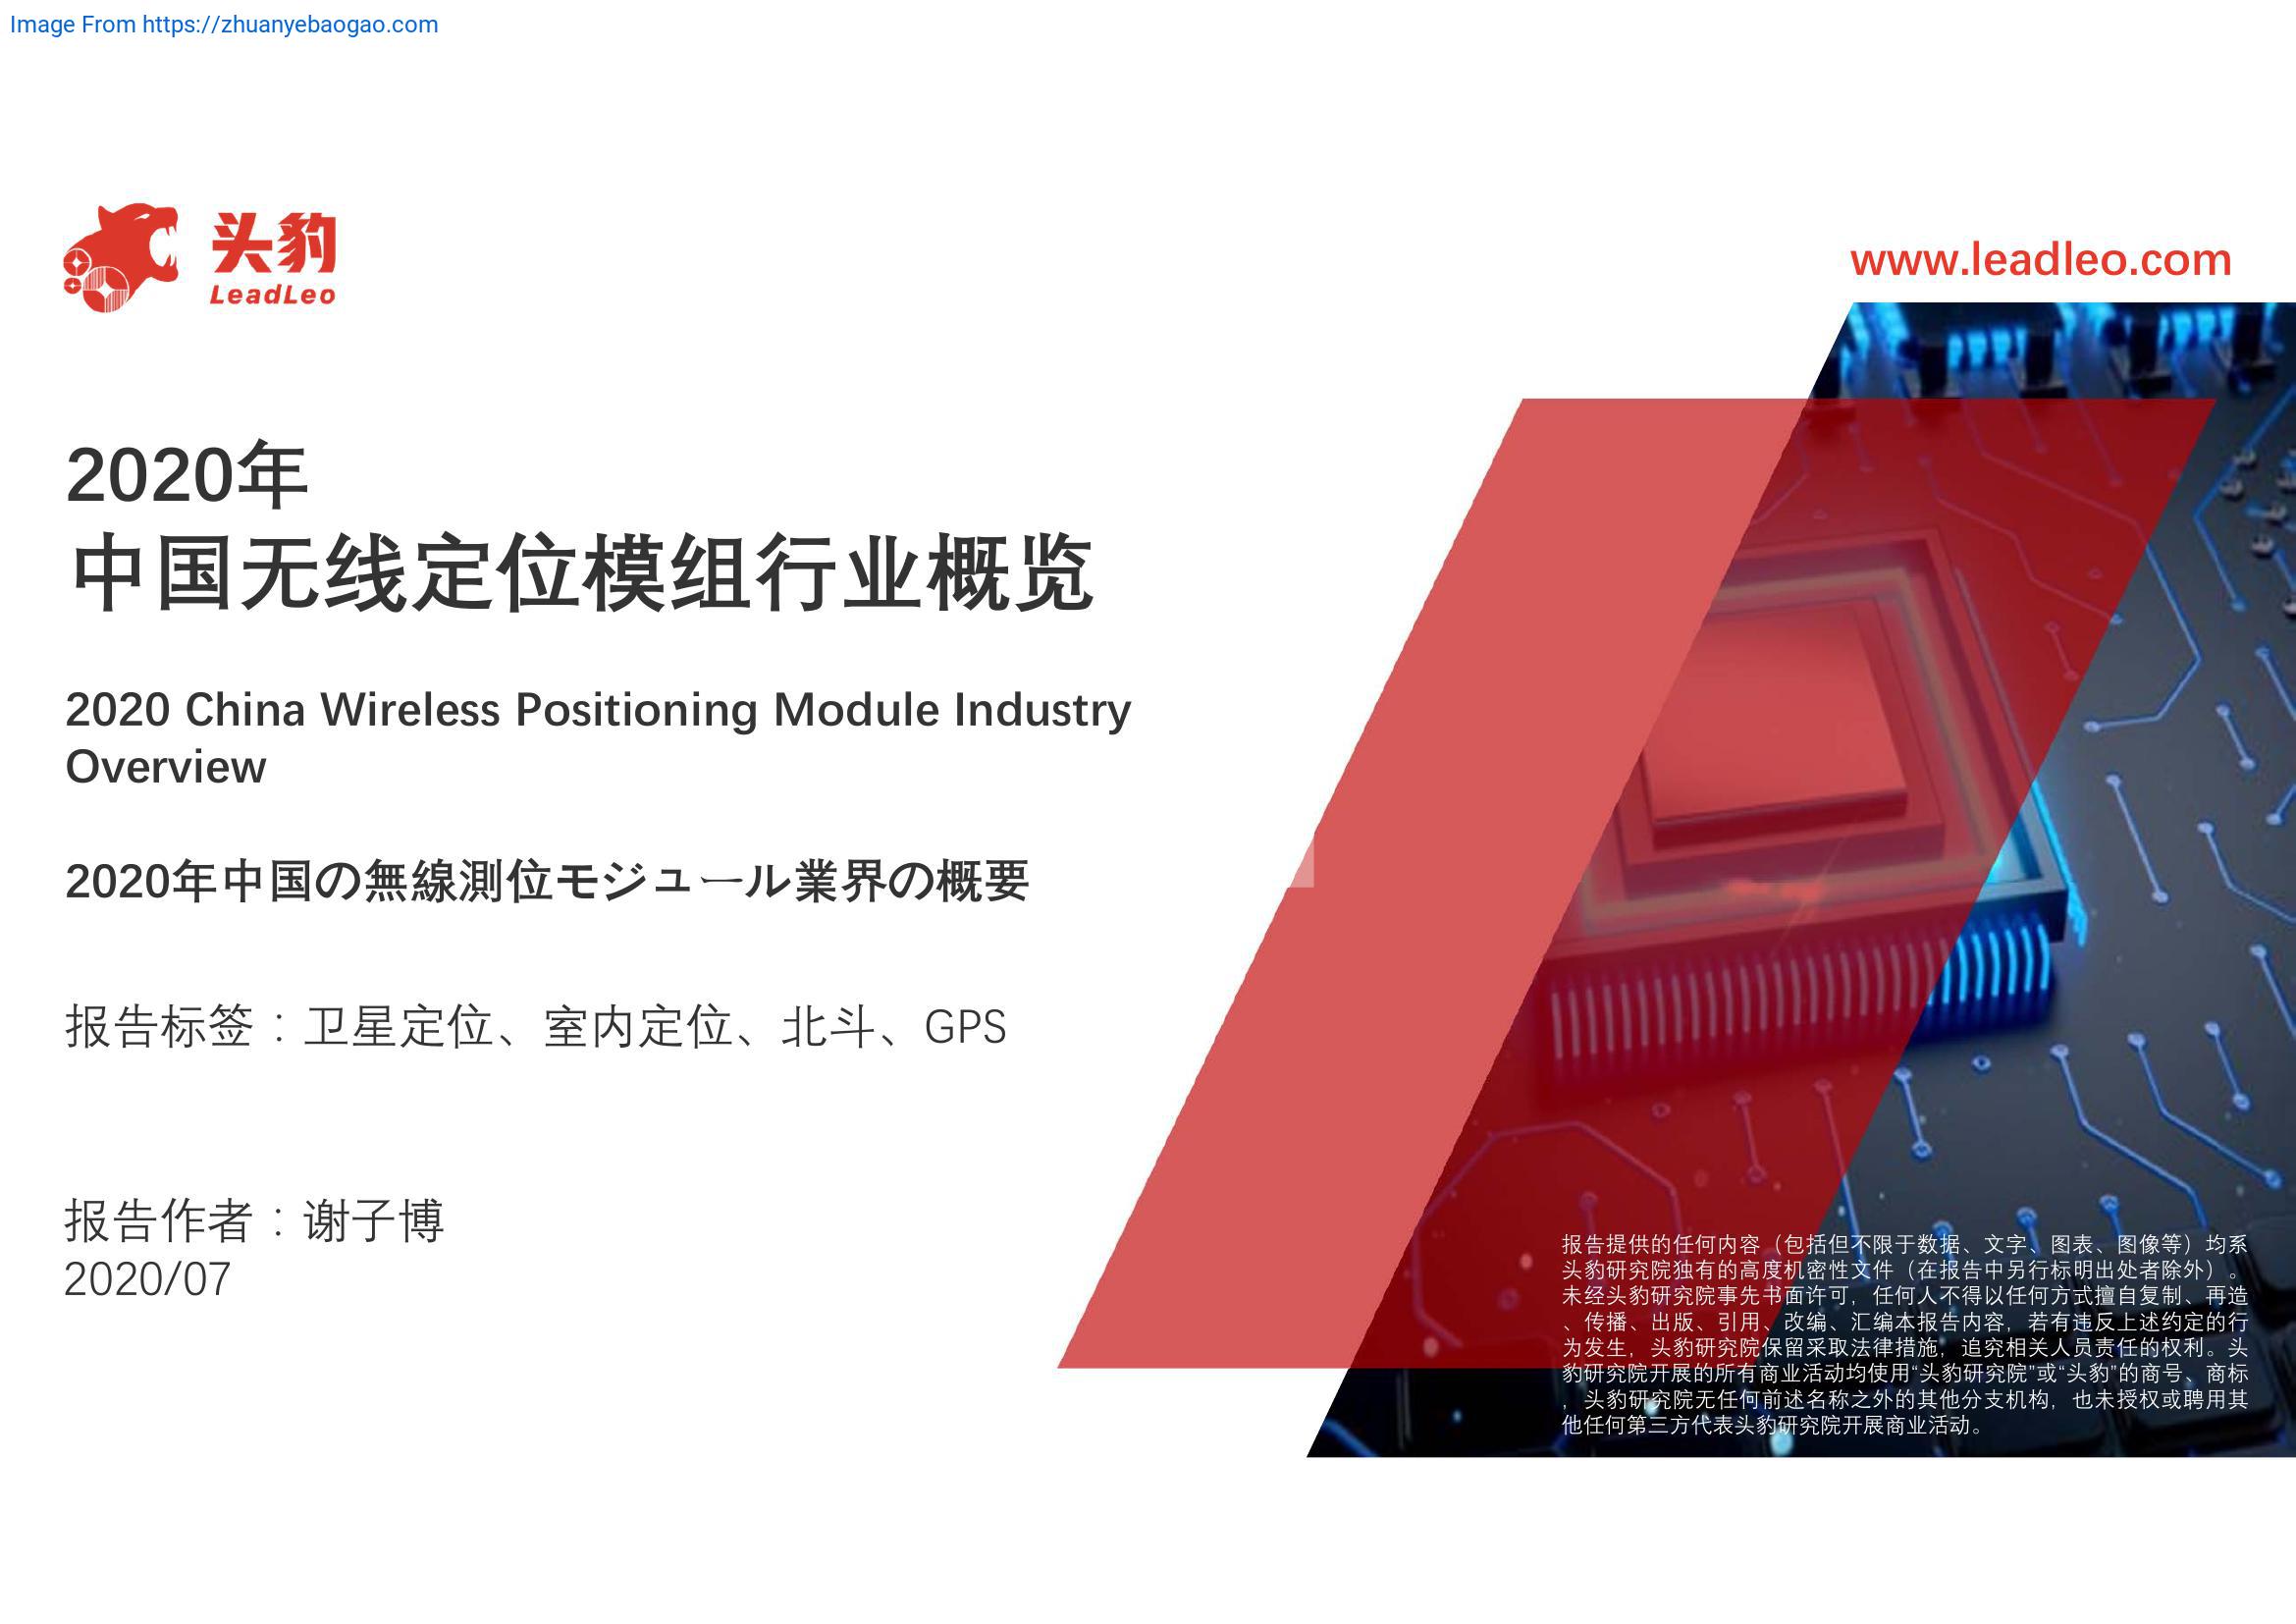 Image From https://zhuanyebaogao.com
头豹
LeadLeo
www.leadleo.com
2020年
中国无线定位模组行业概览
2020 China Wireless Positioning Module Industry
Overview
2020年中国の無線測位モジュール業界の概要
报告标签：卫星定位、室内定位、北斗、GPS
报告作者：谢子博
2020/07
报告提供的任何内容（包括但不限于数据、文字、图表、图像等）均系
头豹研究院独有的高度机密性文件（在报告中另行标明出处者除外）。
未经头豹研究院事先书面许可，任何人不得以任何方式擅自复制、再造
、传播、出版、引用、改编、汇编本报告内容，若有违反上述约定的行
为发生，头豹研究院保留采取法律措施，追究相关人员责任的权利。头
豹研究院开展的所有商业活动均使用“头豹研究院”或“头豹”的商号、商标
，头豹研究院无任何前述名称之外的其他分支机构，也未授权或聘用其
他任何第三方代表头豹研究院开展商业活动。